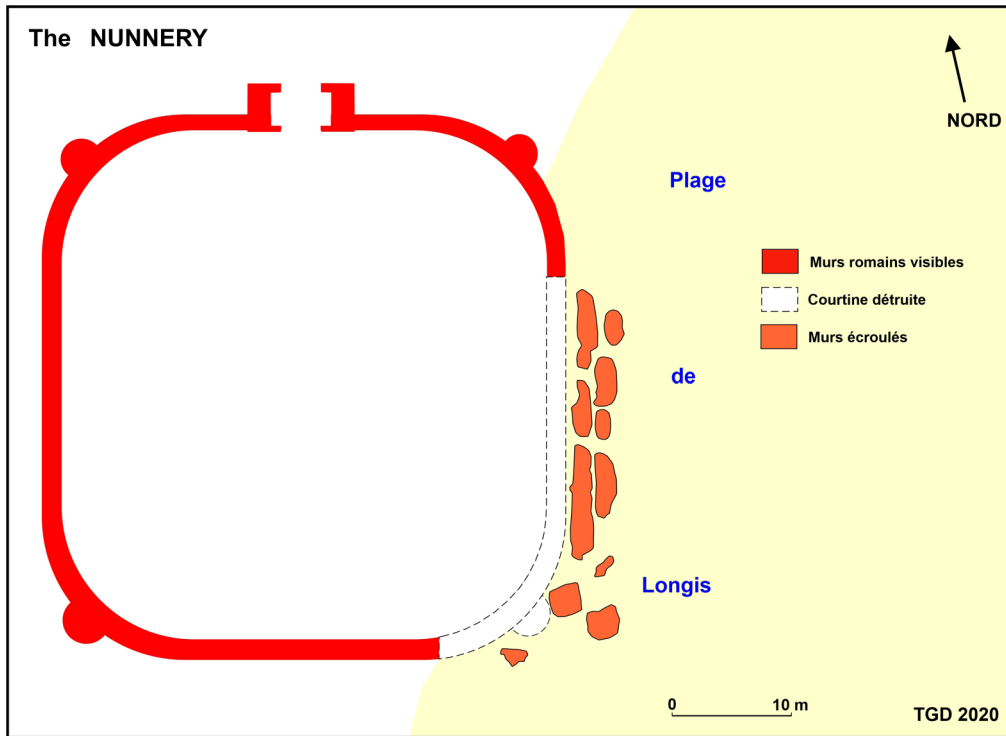 The NUNNERY
NORD
Plage
Murs romains visibles
Courtine détruite
Murs écroulés
de
Longis
0 10 m
TGD 2020